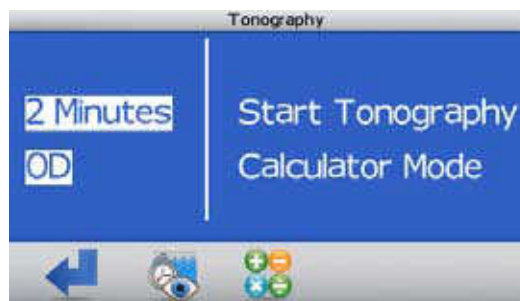 Tonography
2 Minutes
OD
Start Tonography
Calculator Mode